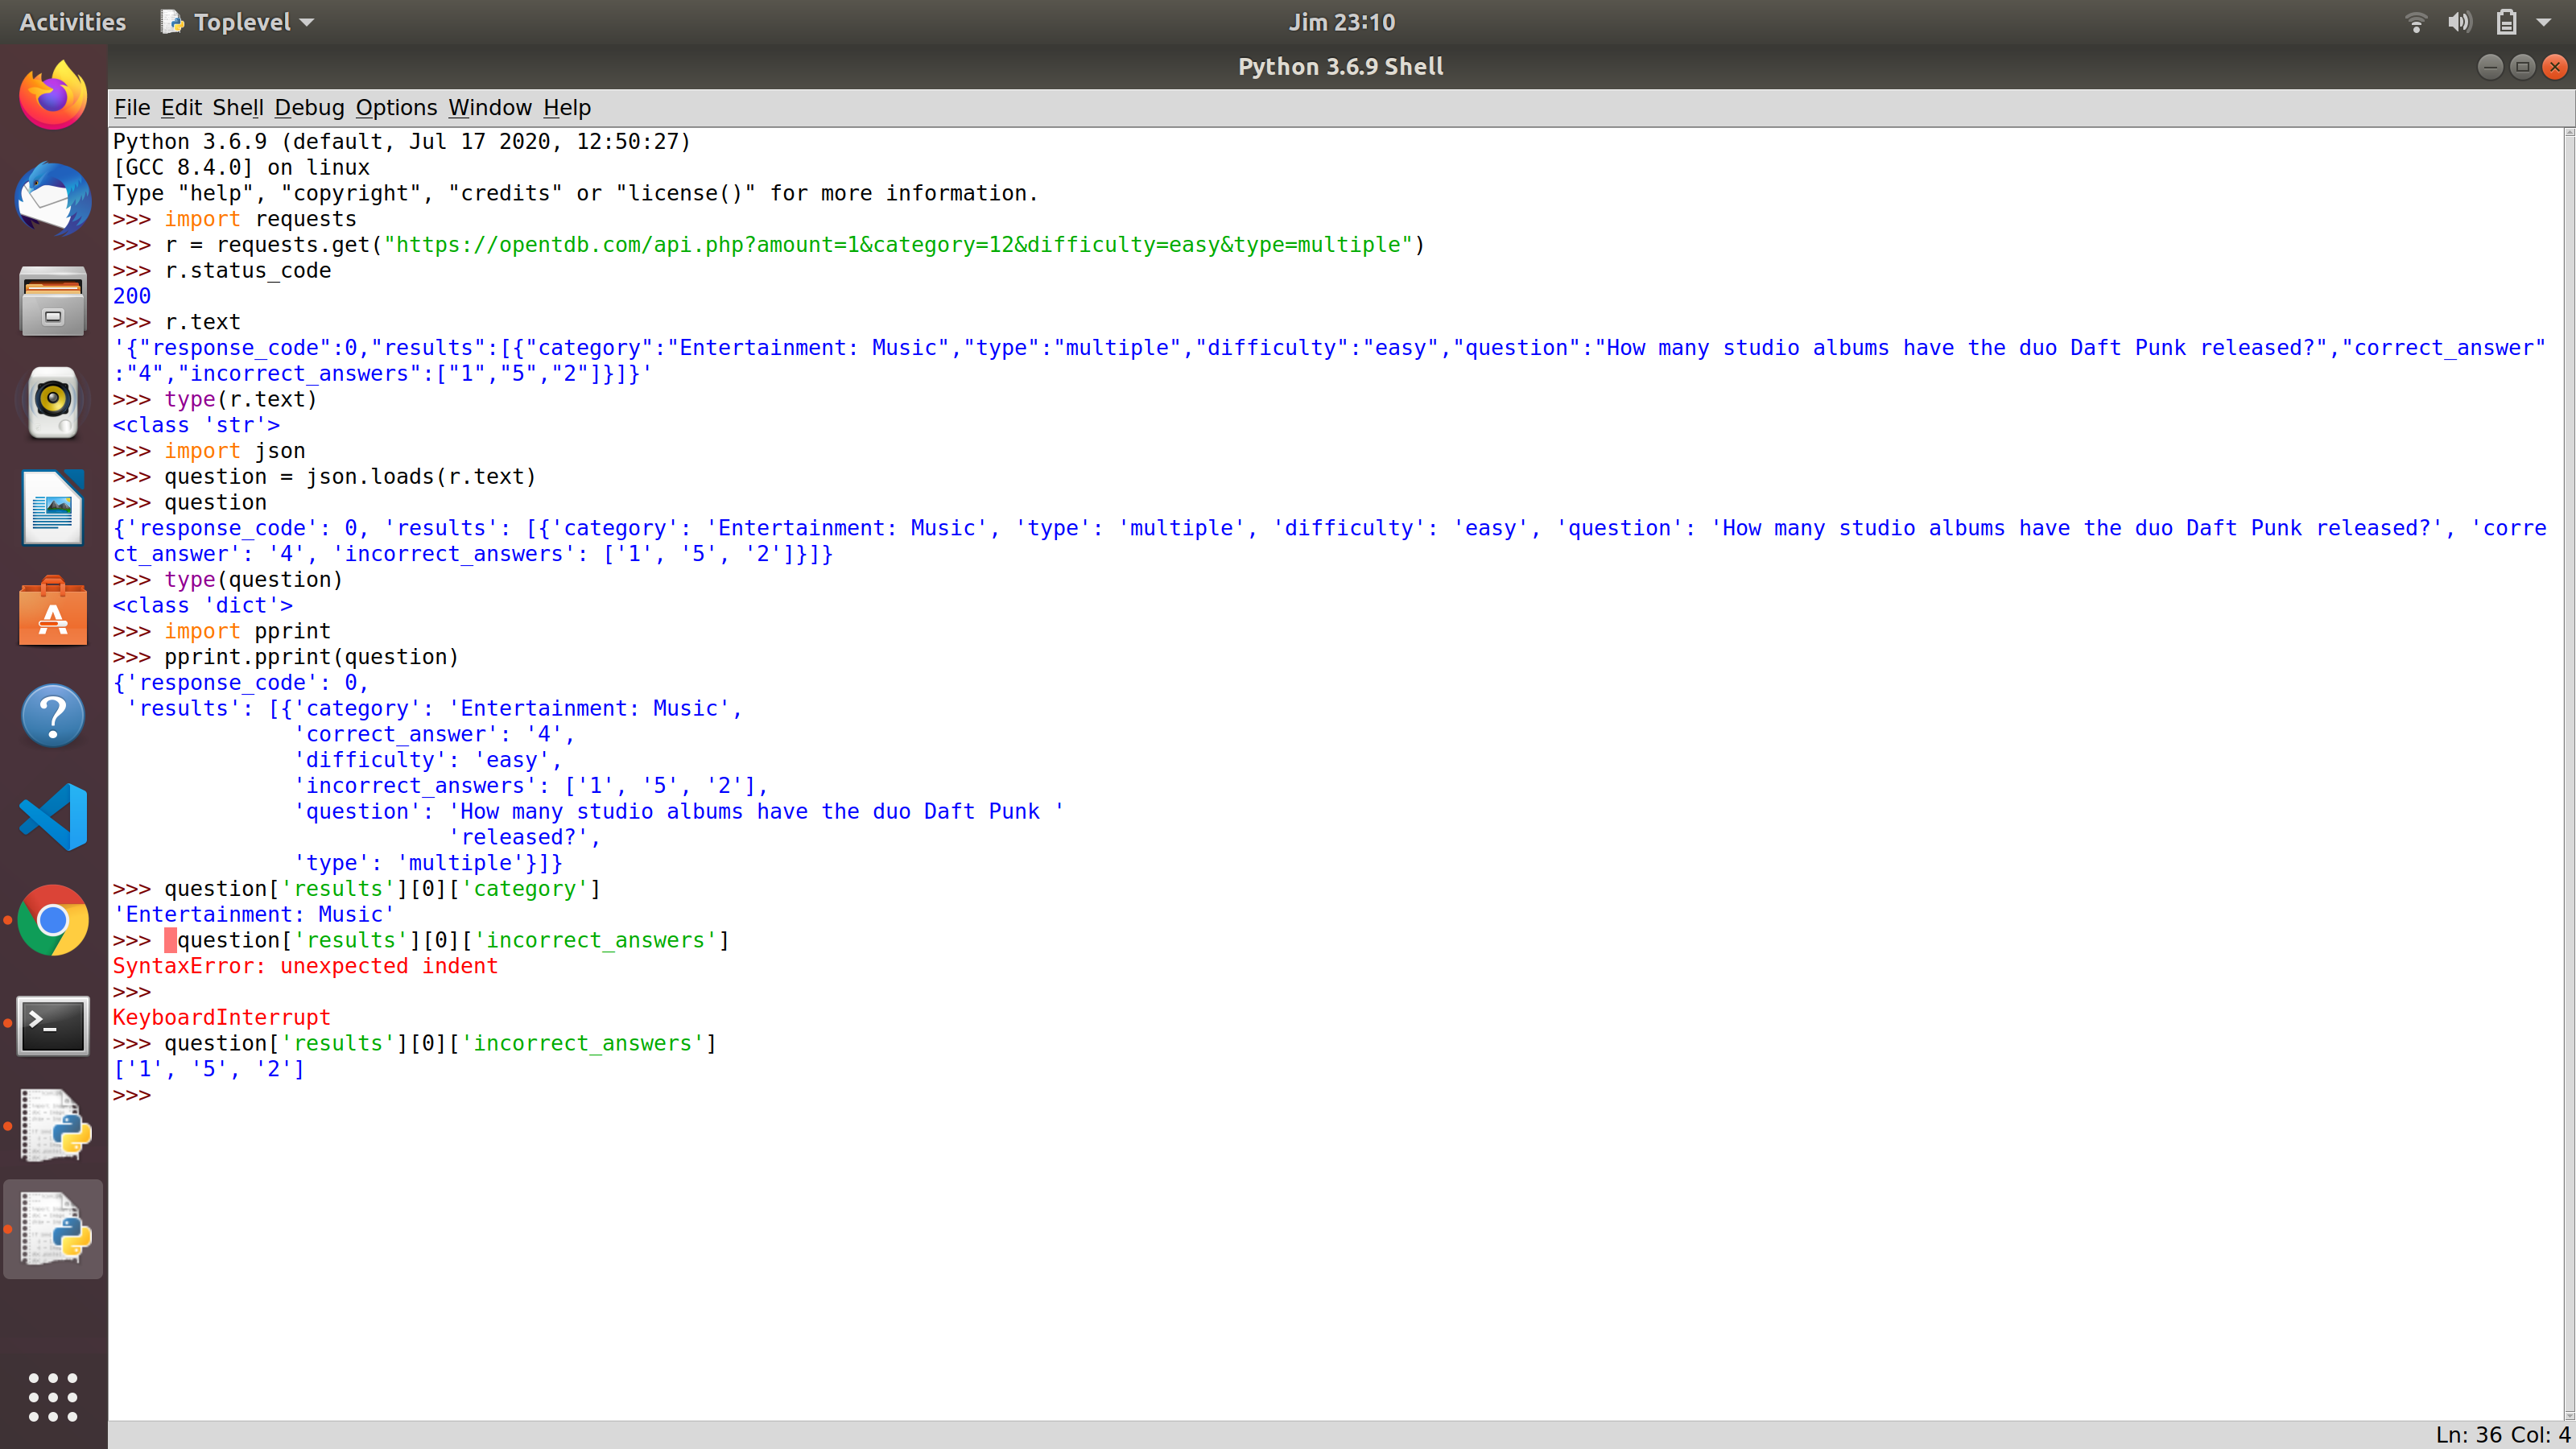 Activities Toplevel Jim 23:10
Python 3.6.9 Shell
File Edit Shell Debug Options Window Help
Python 3.6.9 (default, Jul 17 2020, 12:50:27)
[GCC 8.4.0] on linux
Type "help", "copyright", "credits" or "license()" for more information.
>>> import requests
>>> r = requests.get("https://opentdb.com/api.php?amount=1&category=12&difficulty=easy&type=multiple")
>>> r.status_code
200
>>> r.text
'{"response_code":0,"results":[{"category":"Entertainment: Music","type":"multiple","difficulty":"easy","question":"How many studio albums have the duo Daft Punk released?","correct_answer"
:"4","incorrect_answers":["1","5","2"]}]}'
>>> type(r.text)
<class 'str'>
>>> import json
>>> question = json.loads(r.text)
>>> question
{'response_code': 0, 'results': [{'category': 'Entertainment: Music', 'type': 'multiple', 'difficulty': 'easy', 'question': 'How many studio albums have the duo Daft Punk released?', 'corre
ct_answer': '4', 'incorrect_answers': ['1', '5', '2']}]}
>>> type(question)
<class 'dict'>
>>> import pprint
>>> pprint.pprint(question)
{'response_code': 0,
 'results': [{'category': 'Entertainment: Music',
              'correct_answer': '4',
              'difficulty': 'easy',
              'incorrect_answers': ['1', '5', '2'],
              'question': 'How many studio albums have the duo Daft Punk '
                          'released?',
              'type': 'multiple'}]}
>>> question['results'][0]['category']
'Entertainment: Music'
>>>  question['results'][0]['incorrect_answers']
SyntaxError: unexpected indent
>>>
KeyboardInterrupt
>>> question['results'][0]['incorrect_answers']
['1', '5', '2']
>>>
Ln: 36 Col: 4